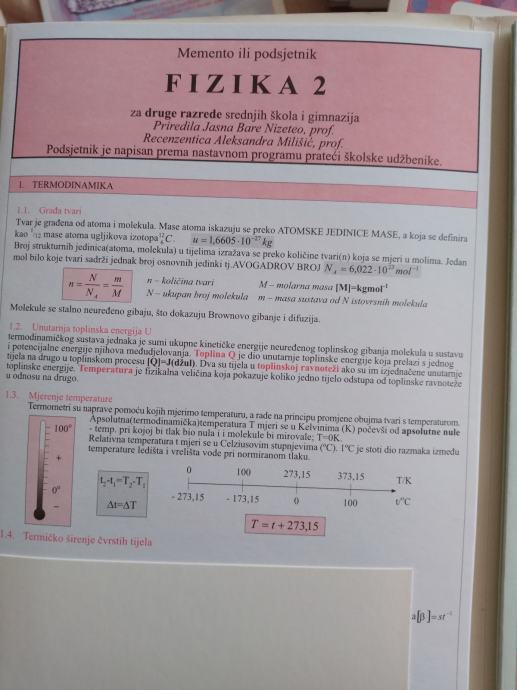 Memento ili podsjetnik
FIZIKA 2
za druge razrede srednjih škola i gimnazija
Priredila Jasna Bare Nizeteo, prof.
Recenzentica Aleksandra Milišić, prof.
Podsjetnik je napisan prema nastavnom programu prateći školske udžbenike.
1. TERMODINAMIKA
1.1. Građa tvari
Tvar je građena od atoma i molekula. Mase atoma iskazuju se preko ATOMSKE JEDINICE MASE, a koja se definira
kao 1/12 mase atoma ugljikova izotopa ¹²₆C. u = 1,6605·10⁻²⁷ kg
Broj strukturnih jedinica(atoma, molekula) u tijelima izražava se preko količine tvari(n) koja se mjeri u molima. Jedan
mol bilo koje tvari sadrži jednak broj osnovnih jedinki tj.AVOGADROV BROJ N_A = 6,022·10²³ mol⁻¹
n = N/N_A = m/M
n – količina tvari M – molarna masa [M]=kgmol⁻¹
N – ukupan broj molekula m – masa sustava od N istovrsnih molekula
Molekule se stalno neuređeno gibaju, što dokazuju Brownovo gibanje i difuzija.
1.2. Unutarnja toplinska energija U
termodinamičkog sustava jednaka je sumi ukupne kinetičke energije neuređenog toplinskog gibanja molekula u sustavu
i potencijalne energije njihova međudjelovanja. Toplina Q je dio unutarnje toplinske energije koja prelazi s jednog
tijela na drugo u toplinskom procesu [Q]=J(džul). Dva su tijela u toplinskoj ravnoteži ako su im izjednačene unutarnje
toplinske energije. Temperatura je fizikalna veličina koja pokazuje koliko jedno tijelo odstupa od toplinske ravnoteže
u odnosu na drugo.
1.3. Mjerenje temperature
Termometri su naprave pomoću kojih mjerimo temperaturu, a rade na principu promjene obujma tvari s temperaturom.
Apsolutna(termodinamička)temperatura T mjeri se u Kelvinima (K) počevši od apsolutne nule
- temp. pri kojoj bi tlak bio nula i i molekule bi mirovale; T=0K.
Relativna temperatura t mjeri se u Celzijusovim stupnjevima (ºC). 1ºC je stoti dio razmaka između
temperature ledišta i vrelišta vode pri normiranom tlaku.
100°
+
0°
–
t₂-t₁=T₂-T₁
Δt=ΔT
0 100 273,15 373,15 T/K
- 273,15 - 173,15 0 100 t/ºC
T = t + 273,15
1.4. Termičko širenje čvrstih tijela
a[β]=st⁻¹